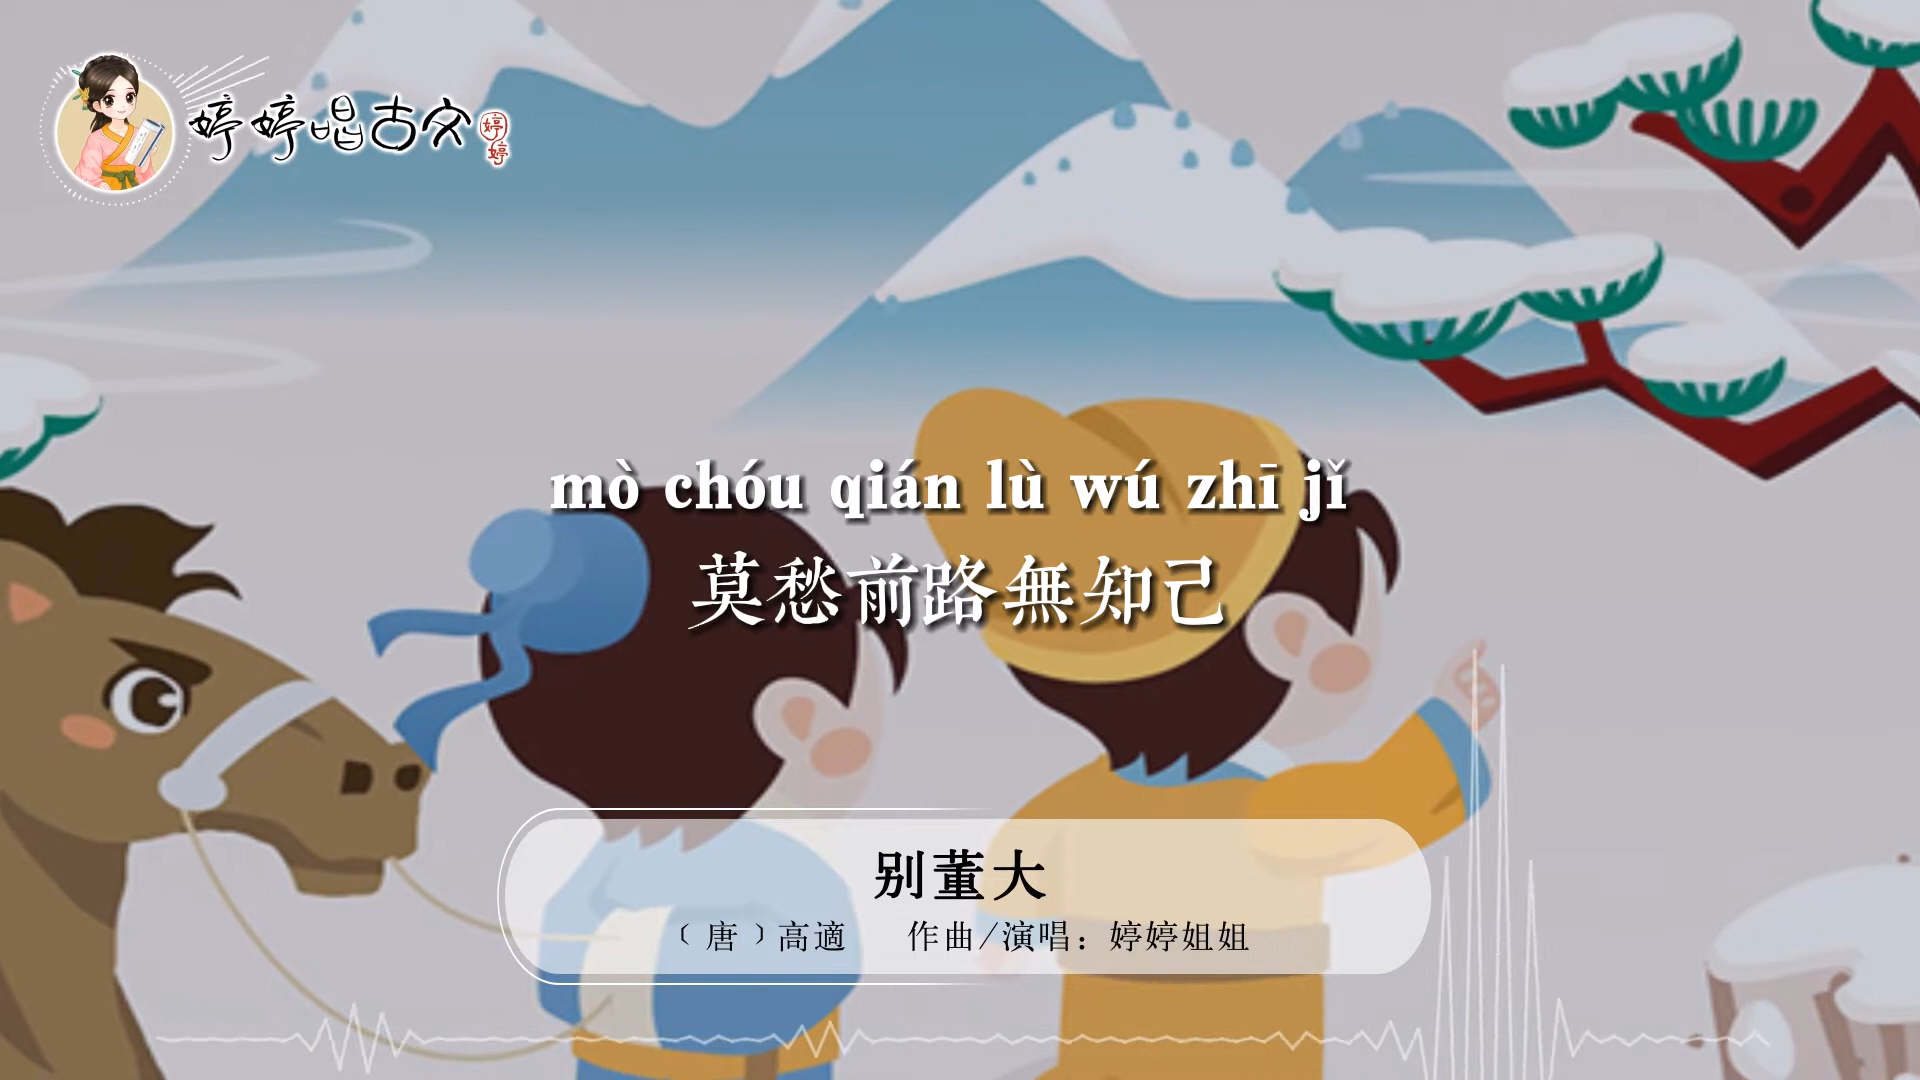 婷婷唱古文
婷婷
mò chóu qián lù wú zhī jǐ
莫愁前路無知己
别董大
（唐）高適 作曲/演唱：婷婷姐姐